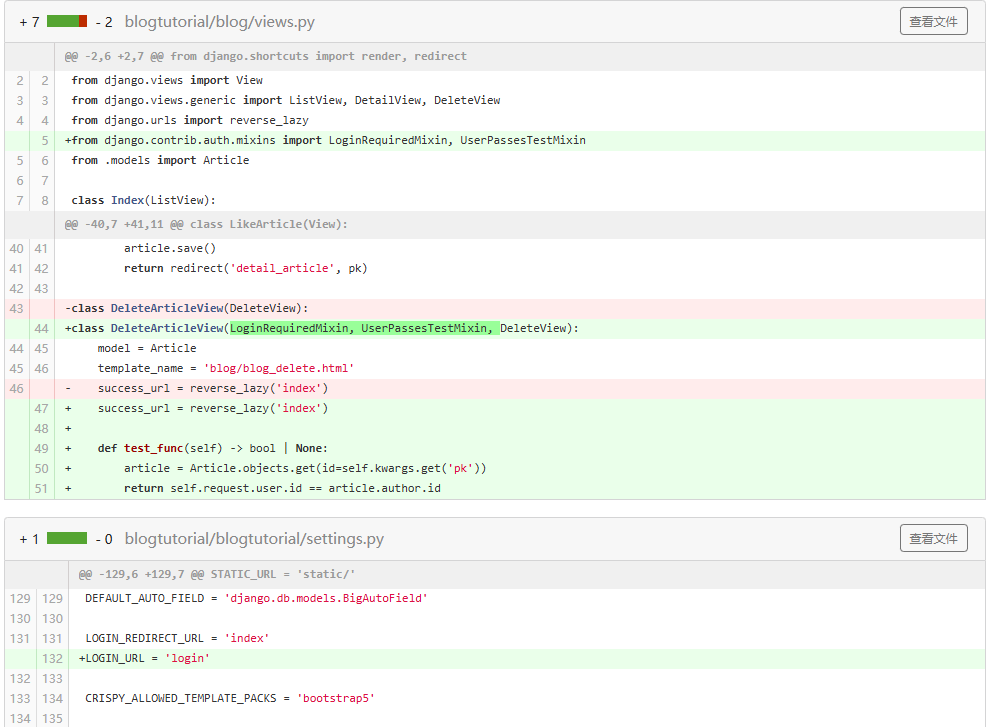 + 7 - 2 blogtutorial/blog/views.py 查看文件
@@ -2,6 +2,7 @@ from django.shortcuts import render, redirect
2 2 from django.views import View
3 3 from django.views.generic import ListView, DetailView, DeleteView
4 4 from django.urls import reverse_lazy
5 +from django.contrib.auth.mixins import LoginRequiredMixin, UserPassesTestMixin
5 6 from .models import Article
6 7
7 8 class Index(ListView):
@@ -40,7 +41,11 @@ class LikeArticle(View):
40 41 article.save()
41 42 return redirect('detail_article', pk)
42 43
43 -class DeleteArticleView(DeleteView):
44 +class DeleteArticleView(LoginRequiredMixin, UserPassesTestMixin, DeleteView):
44 45 model = Article
45 46 template_name = 'blog/blog_delete.html'
46 - success_url = reverse_lazy('index')
47 + success_url = reverse_lazy('index')
48 +
49 + def test_func(self) -> bool | None:
50 + article = Article.objects.get(id=self.kwargs.get('pk'))
51 + return self.request.user.id == article.author.id
+ 1 - 0 blogtutorial/blogtutorial/settings.py 查看文件
@@ -129,6 +129,7 @@ STATIC_URL = 'static/'
129 129 DEFAULT_AUTO_FIELD = 'django.db.models.BigAutoField'
130 130
131 131 LOGIN_REDIRECT_URL = 'index'
132 +LOGIN_URL = 'login'
132 133
133 134 CRISPY_ALLOWED_TEMPLATE_PACKS = 'bootstrap5'
134 135